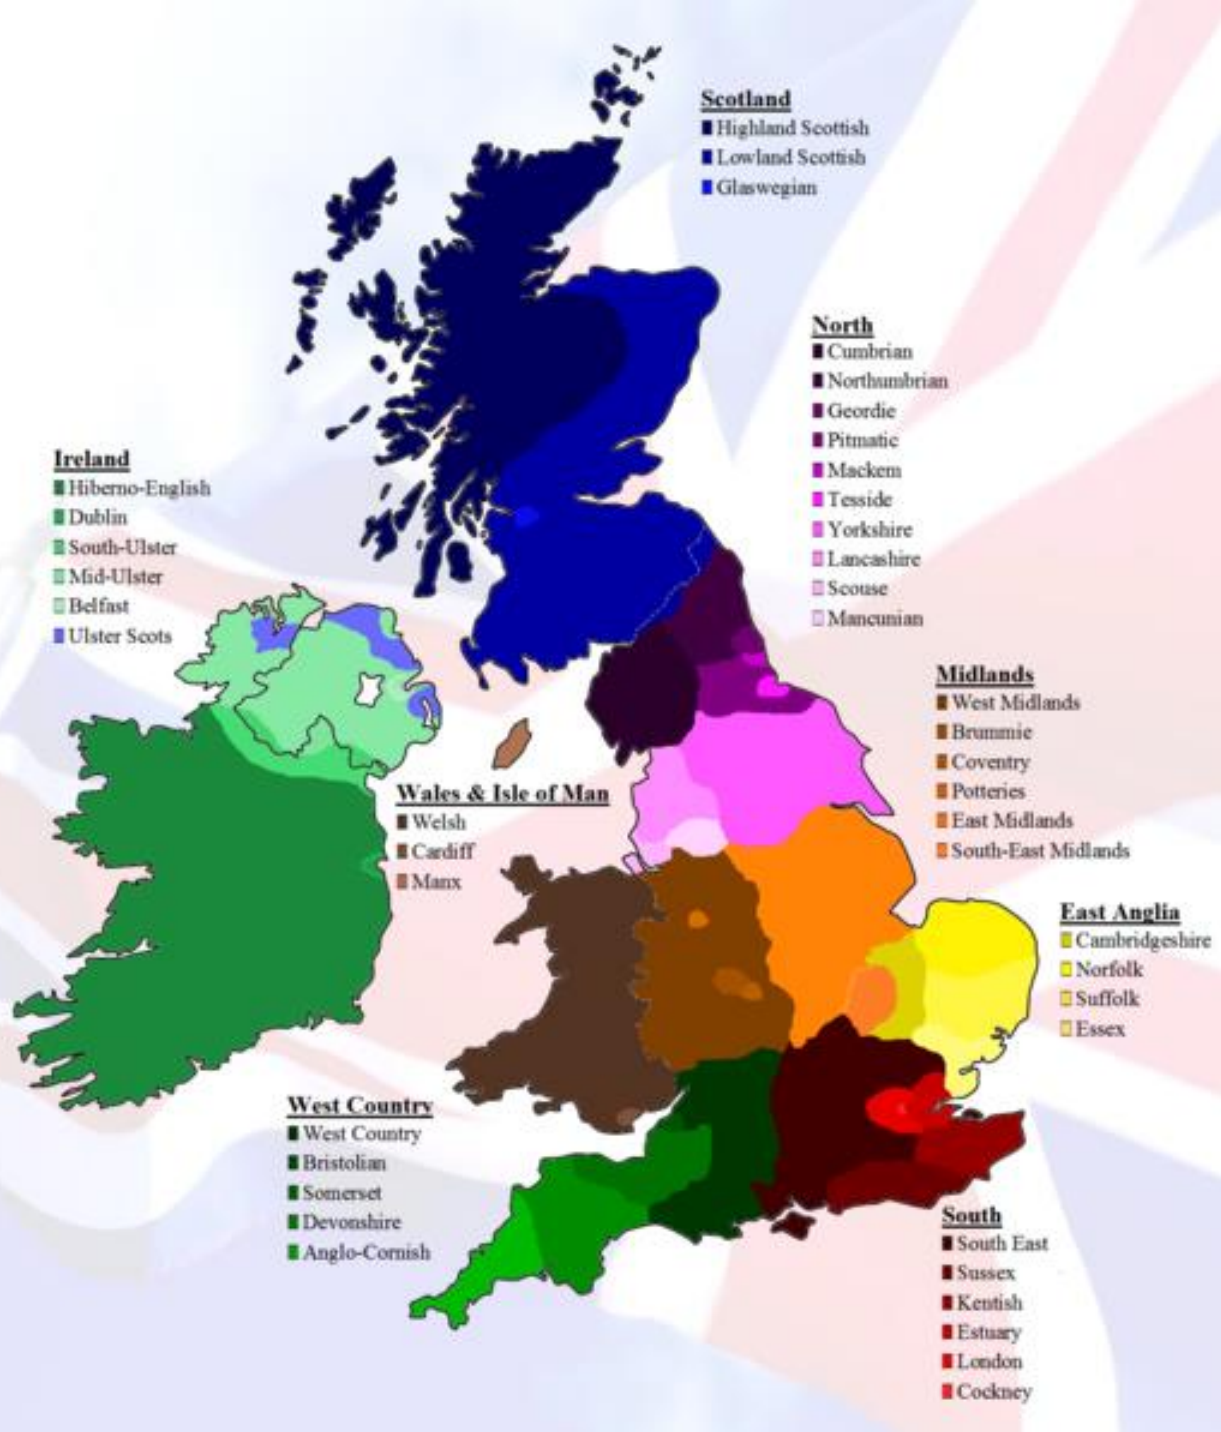 Scotland
Highland Scottish
Lowland Scottish
Glaswegian
North
Cumbrian
Northumbrian
Geordie
Pitmatic
Mackem
Tesside
Yorkshire
Lancashire
Scouse
Mancunian
Ireland
Hiberno-English
Dublin
South-Ulster
Mid-Ulster
Belfast
Ulster Scots
Midlands
West Midlands
Brummie
Coventry
Potteries
East Midlands
South-East Midlands
Wales & Isle of Man
Welsh
Cardiff
Manx
East Anglia
Cambridgeshire
Norfolk
Suffolk
Essex
West Country
West Country
Bristolian
Somerset
Devonshire
Anglo-Cornish
South
South East
Sussex
Kentish
Estuary
London
Cockney